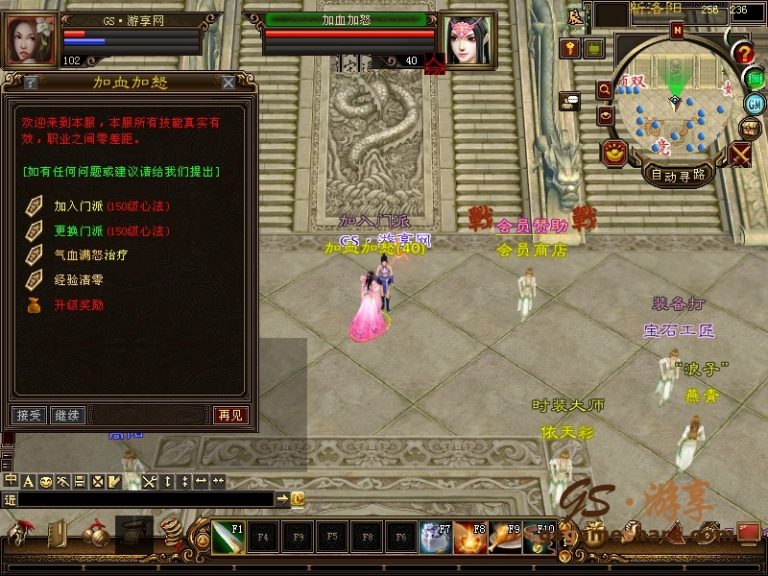 GS·游享网
102
加血加怒
40
新洛阳
258
236
N
GM
自动寻路
加血加怒
欢迎来到本服，本服所有技能真实有
效，职业之间零差距。
[如有任何问题或建议请给我们提出]
加入门派(150级心法)
更换门派(150级心法)
气血满怒治疗
经验清零
升级奖励
接受
继续
再见
加入门派
GS·游享网
加血加怒(40)
戰 会员赞助 戰
会员商店
装备打
宝石工匠
"浪子"
燕青
时装大师
依天彩
中
近
F1
F4
F9
F5
F8
F6
F7
F8
F9
F10
GS·游享